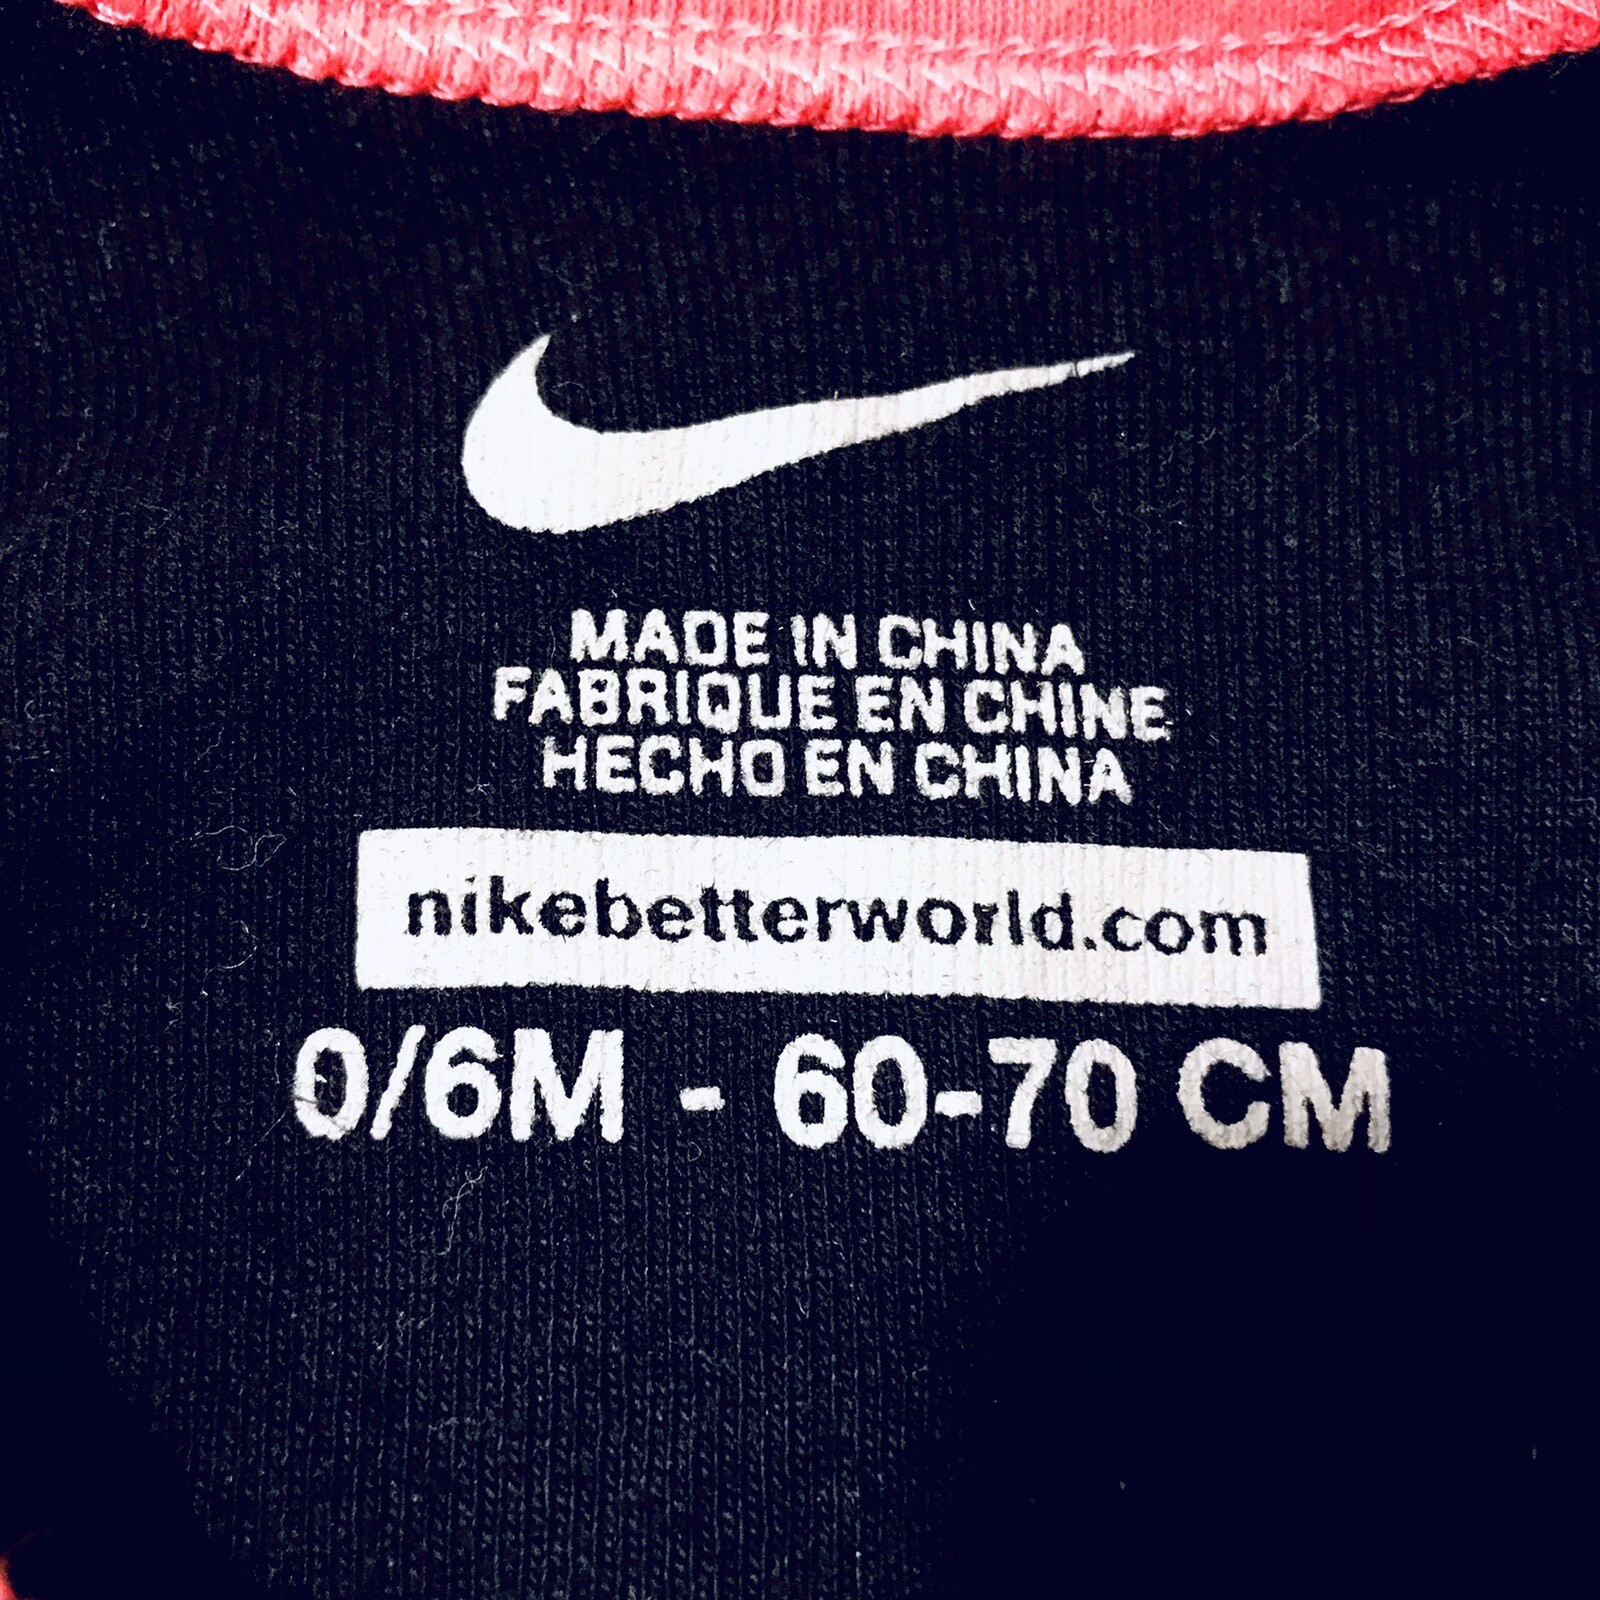 MADE IN CHINA
FABRIQUE EN CHINE
HECHO EN CHINA
nikebetterworld.com
0/6M - 60-70 CM